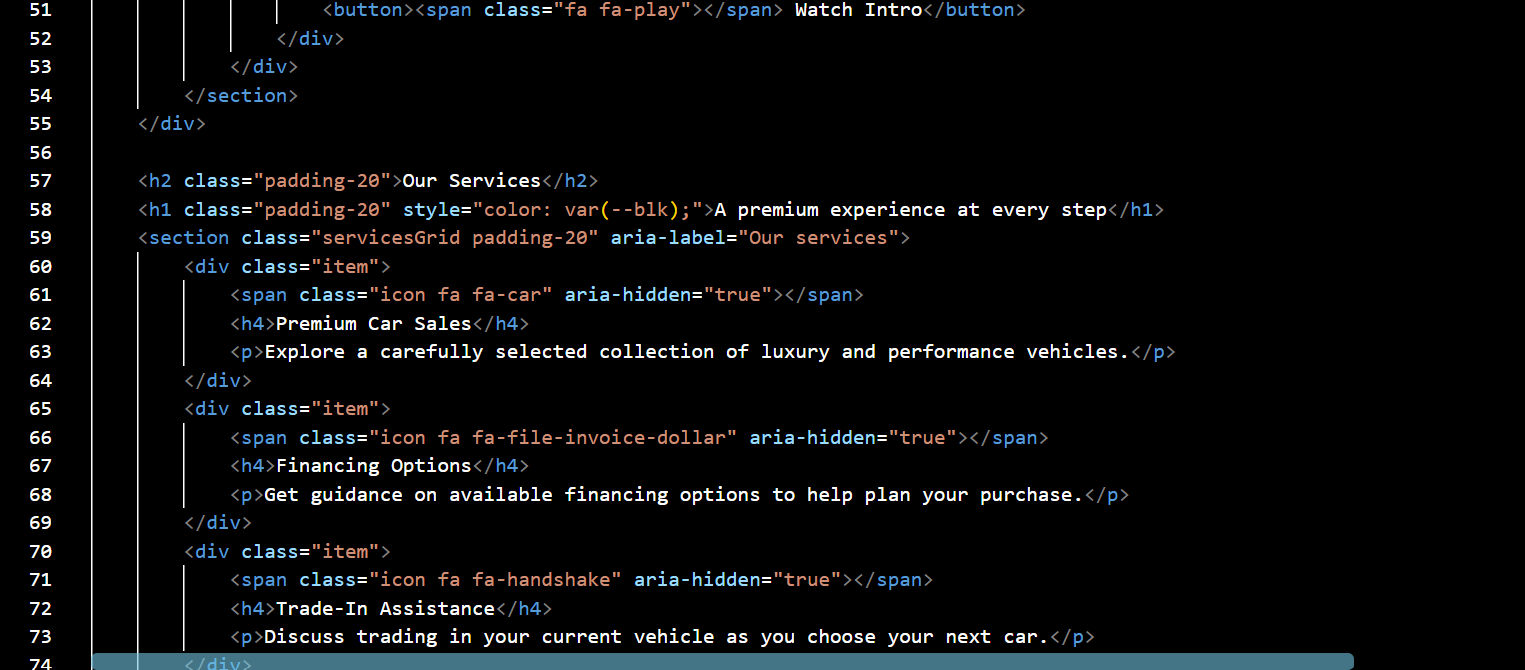 51 <button><span class="fa fa-play"></span> Watch Intro</button>
52 </div>
53 </div>
54 </section>
55 </div>
56
57 <h2 class="padding-20">Our Services</h2>
58 <h1 class="padding-20" style="color: var(--blk);">A premium experience at every step</h1>
59 <section class="servicesGrid padding-20" aria-label="Our services">
60 <div class="item">
61 <span class="icon fa fa-car" aria-hidden="true"></span>
62 <h4>Premium Car Sales</h4>
63 <p>Explore a carefully selected collection of luxury and performance vehicles.</p>
64 </div>
65 <div class="item">
66 <span class="icon fa fa-file-invoice-dollar" aria-hidden="true"></span>
67 <h4>Financing Options</h4>
68 <p>Get guidance on available financing options to help plan your purchase.</p>
69 </div>
70 <div class="item">
71 <span class="icon fa fa-handshake" aria-hidden="true"></span>
72 <h4>Trade-In Assistance</h4>
73 <p>Discuss trading in your current vehicle as you choose your next car.</p>
74 </div>